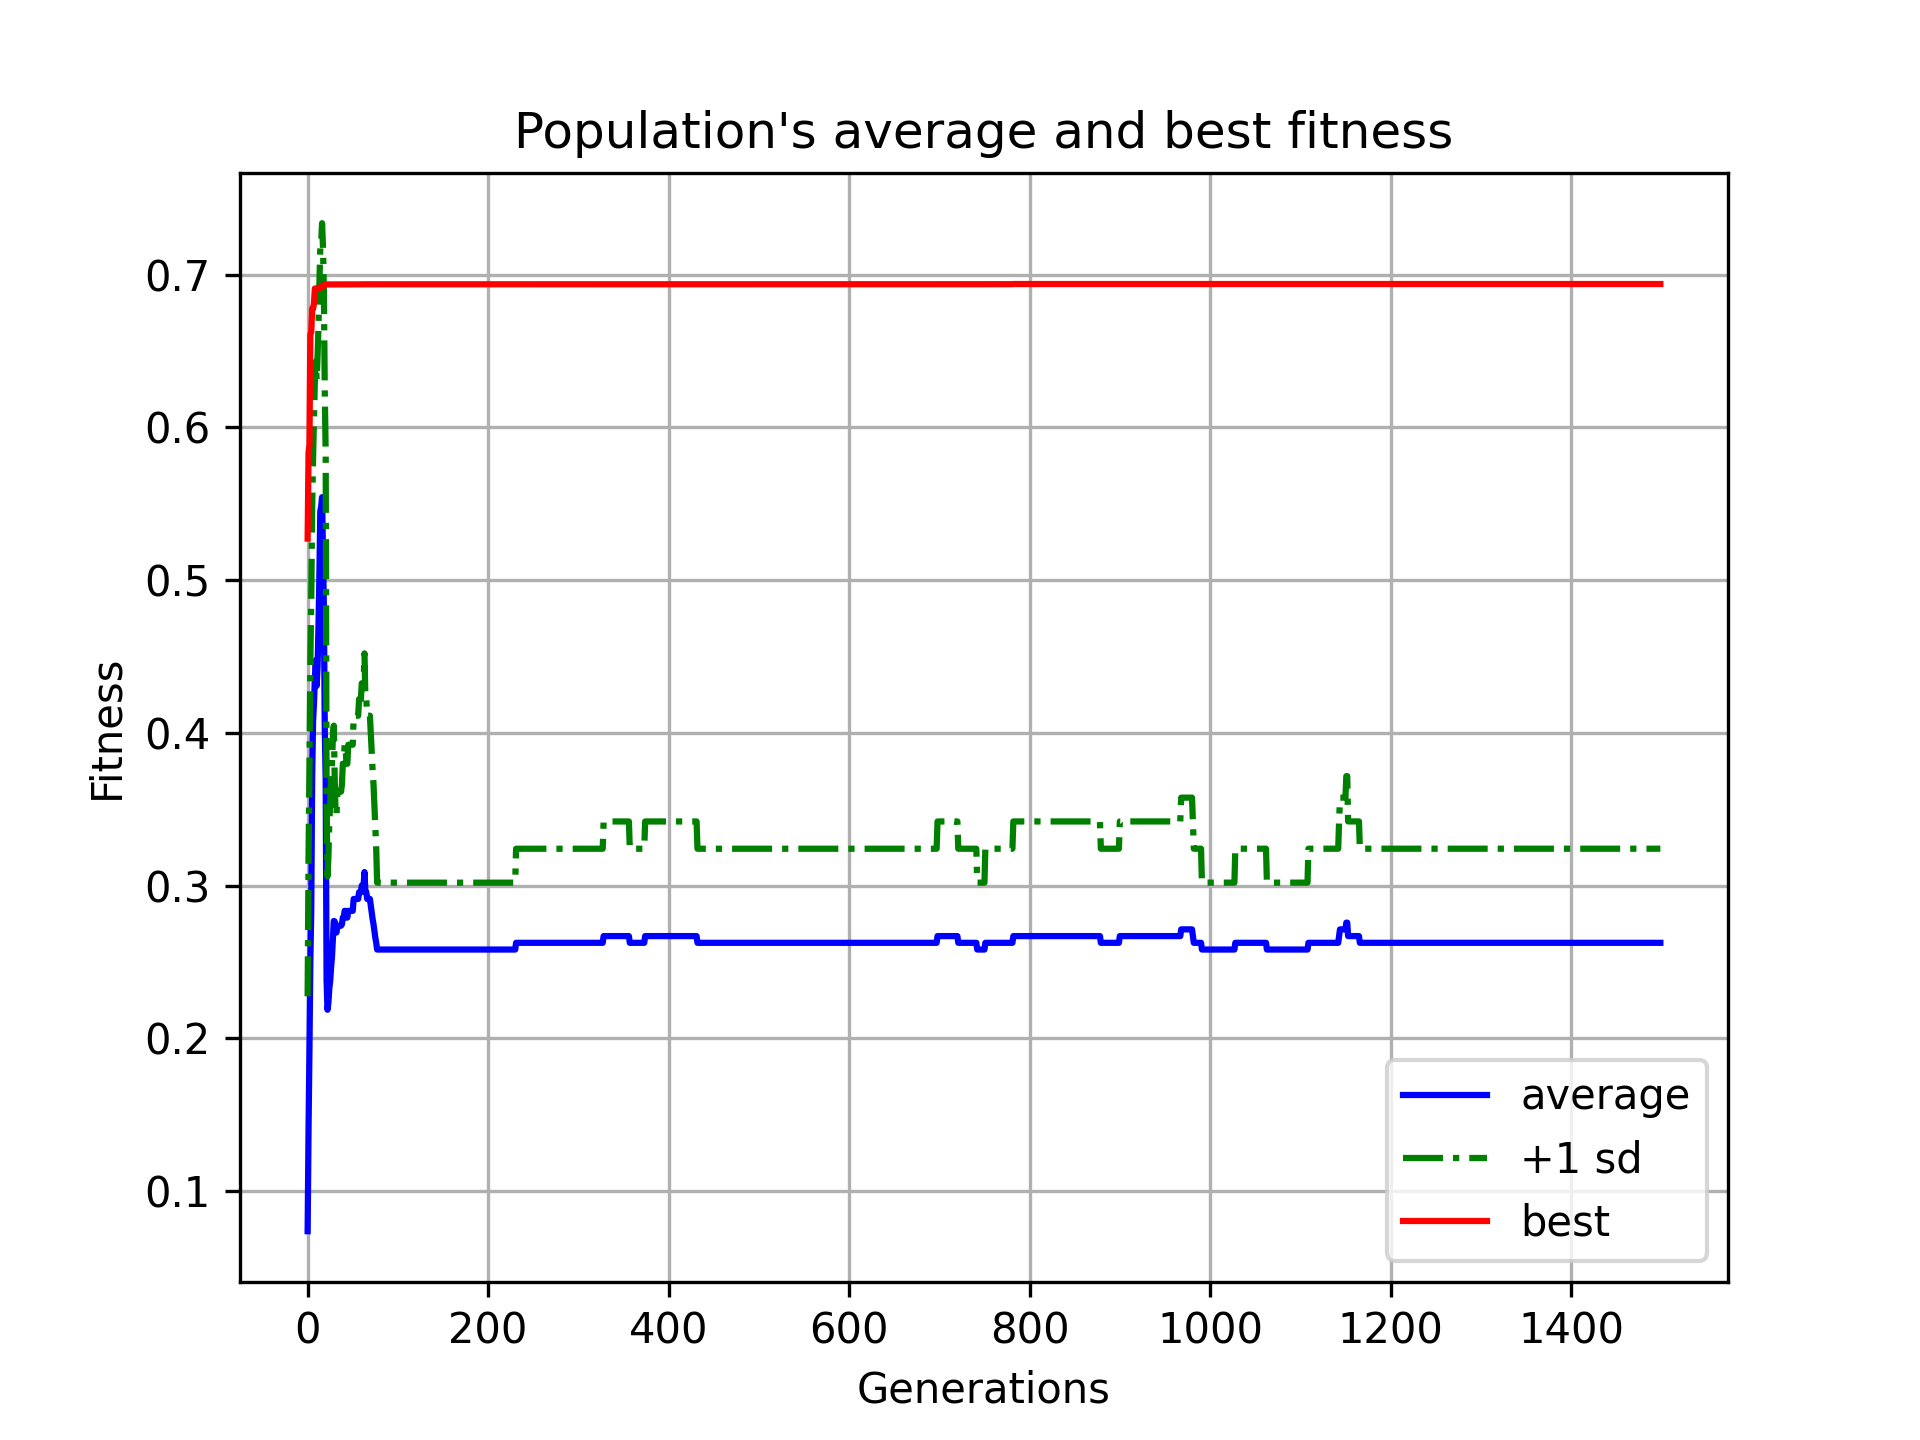 Population's average and best fitness
Fitness
0.7
0.6
0.5
0.4
0.3
0.2
0.1
average
+1 sd
best
0 200 400 600 800 1000 1200 1400
Generations